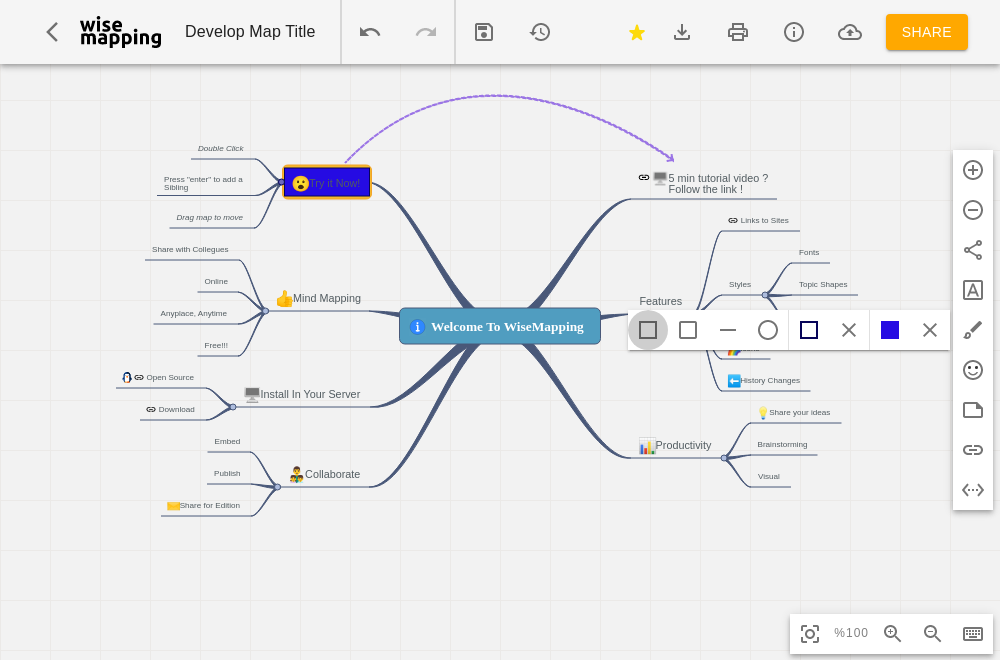 wise
mapping
Develop Map Title
SHARE
Double Click
Press "enter" to add a
Sibling
Drag map to move
Try it Now!
5 min tutorial video ?
Follow the link !
Share with Collegues
Online
Anyplace, Anytime
Free!!!
Mind Mapping
Links to Sites
Fonts
Styles
Topic Shapes
Features
Welcome To WiseMapping
Open Source
Download
Install In Your Server
History Changes
Embed
Publish
Share for Edition
Collaborate
Productivity
Share your ideas
Brainstorming
Visual
%100